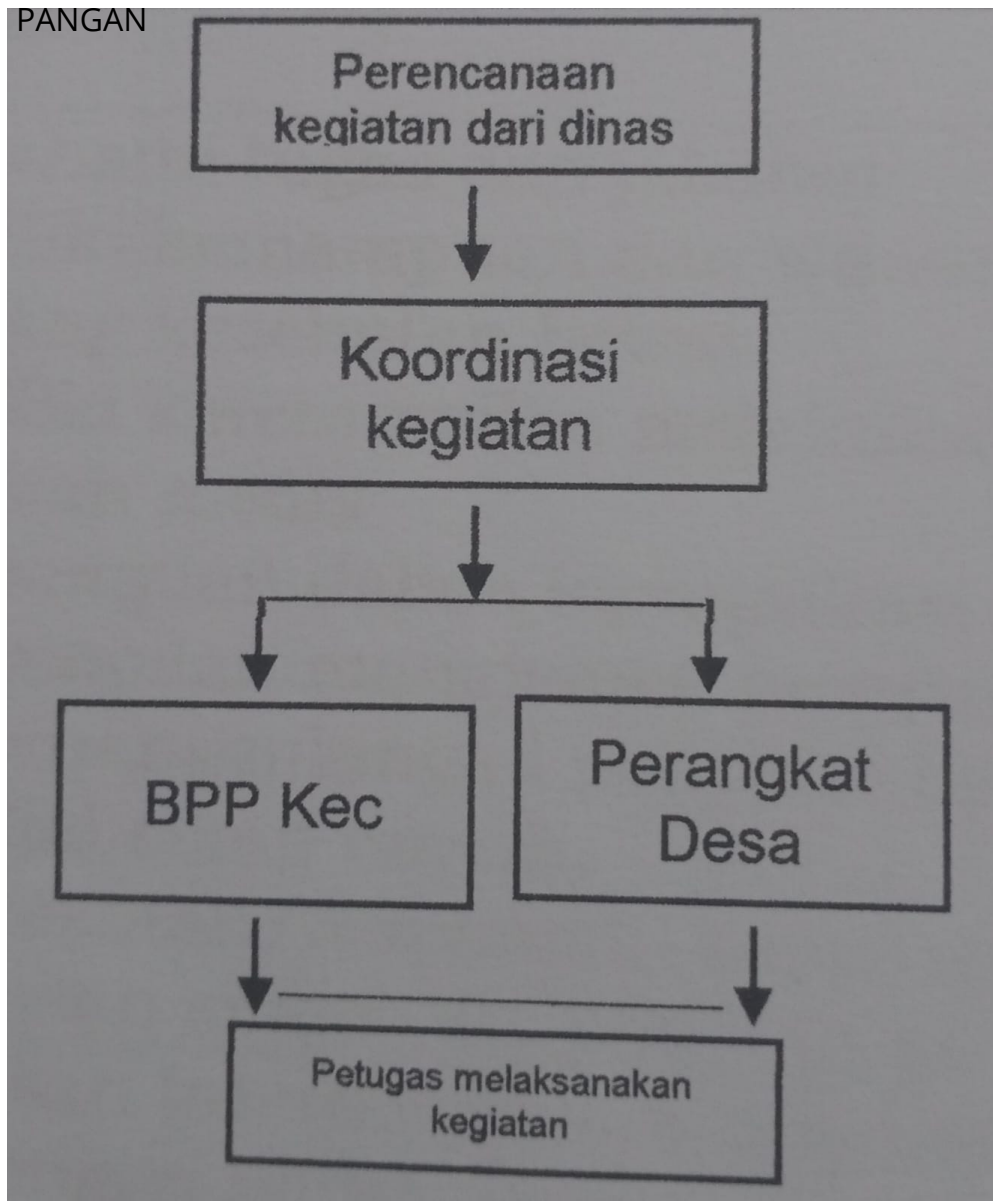 PANGAN
Perencanaan
kegiatan dari dinas
Koordinasi
kegiatan
BPP Kec
Perangkat
Desa
Petugas melaksanakan
kegiatan